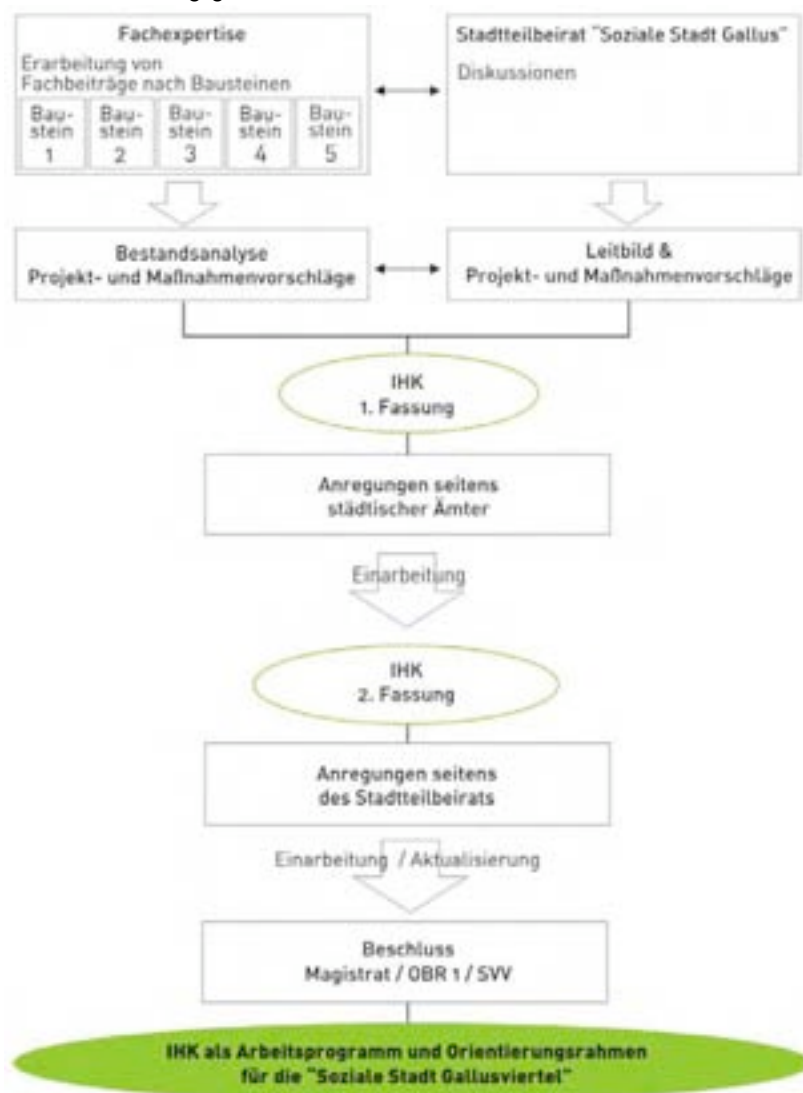 Fachexpertise
Erarbeitung von
Fachbeiträge nach Bausteinen
Bau-
stein
1
Bau-
stein
2
Bau-
stein
3
Bau-
stein
4
Bau-
stein
5
Stadtteilbeirat "Soziale Stadt Gallus"
Diskussionen
Bestandsanalyse
Projekt- und Maßnahmenvorschläge
Leitbild &
Projekt- und Maßnahmenvorschläge
IHK
1. Fassung
Anregungen seitens
städtischer Ämter
Einarbeitung
IHK
2. Fassung
Anregungen seitens
des Stadtteilbeirats
Einarbeitung / Aktualisierung
Beschluss
Magistrat / OBR 1 / SVV
IHK als Arbeitsprogramm und Orientierungsrahmen
für die "Soziale Stadt Gallusviertel"